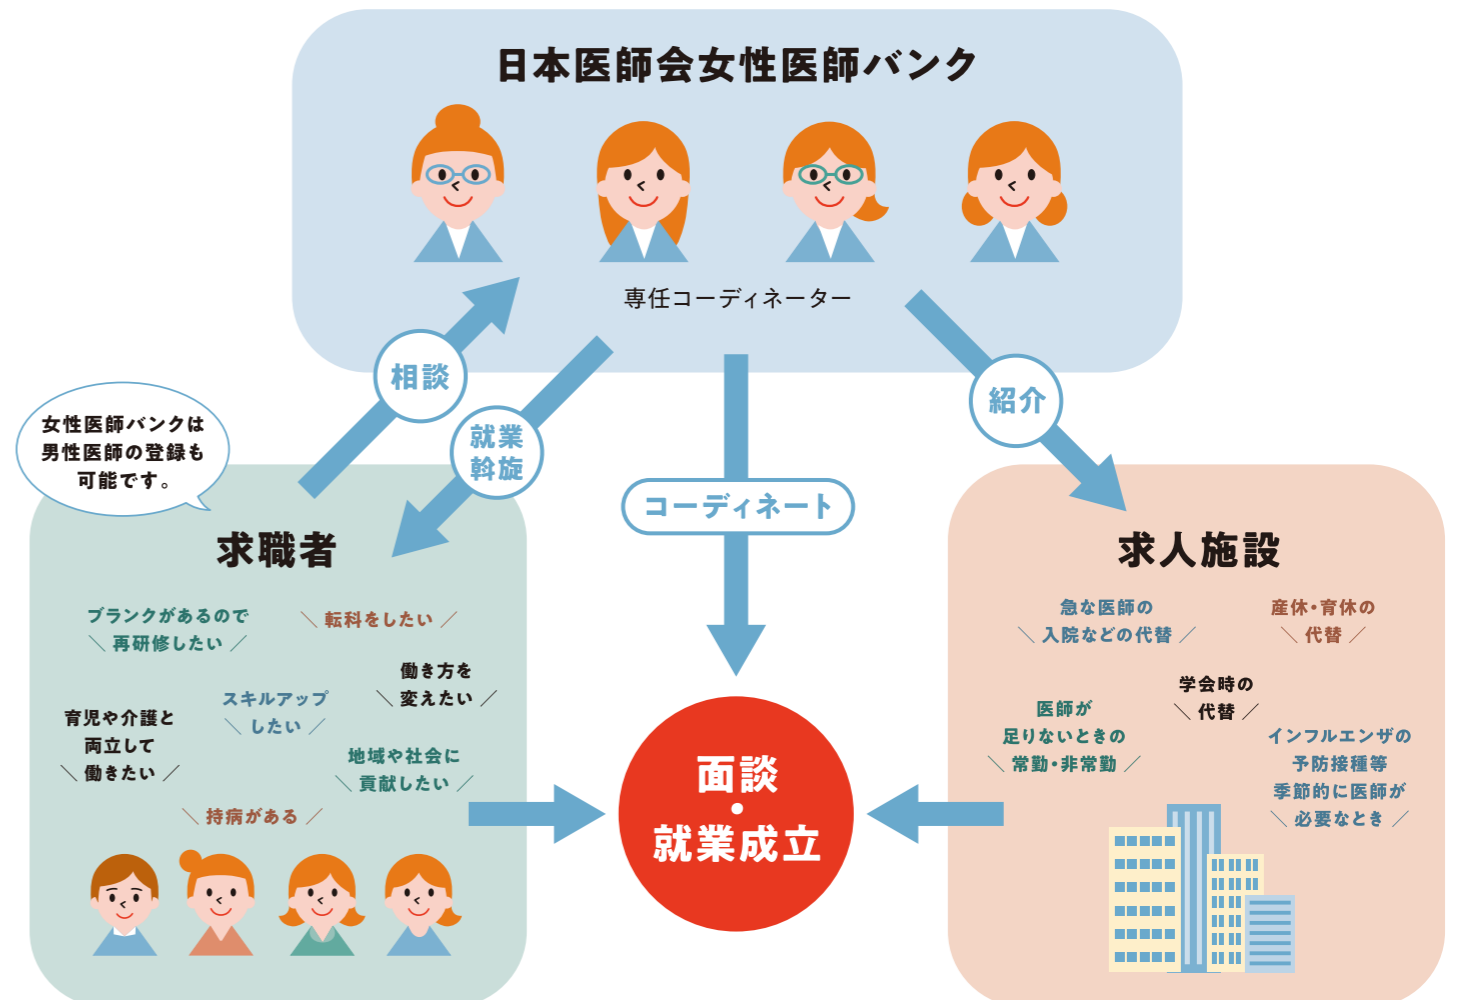 日本医師会女性医師バンク
専任コーディネーター
相談
就業
斡旋
コーディネート
紹介
女性医師バンクは
男性医師の登録も
可能です。
求職者
ブランクがあるので
再研修したい
転科をしたい
働き方を
変えたい
スキルアップ
したい
育児や介護と
両立して
働きたい
地域や社会に
貢献したい
持病がある
面談
・
就業成立
求人施設
急な医師の
入院などの代替
産休・育休の
代替
学会時の
代替
医師が
足りないときの
常勤・非常勤
インフルエンザの
予防接種等
季節的に医師が
必要なとき